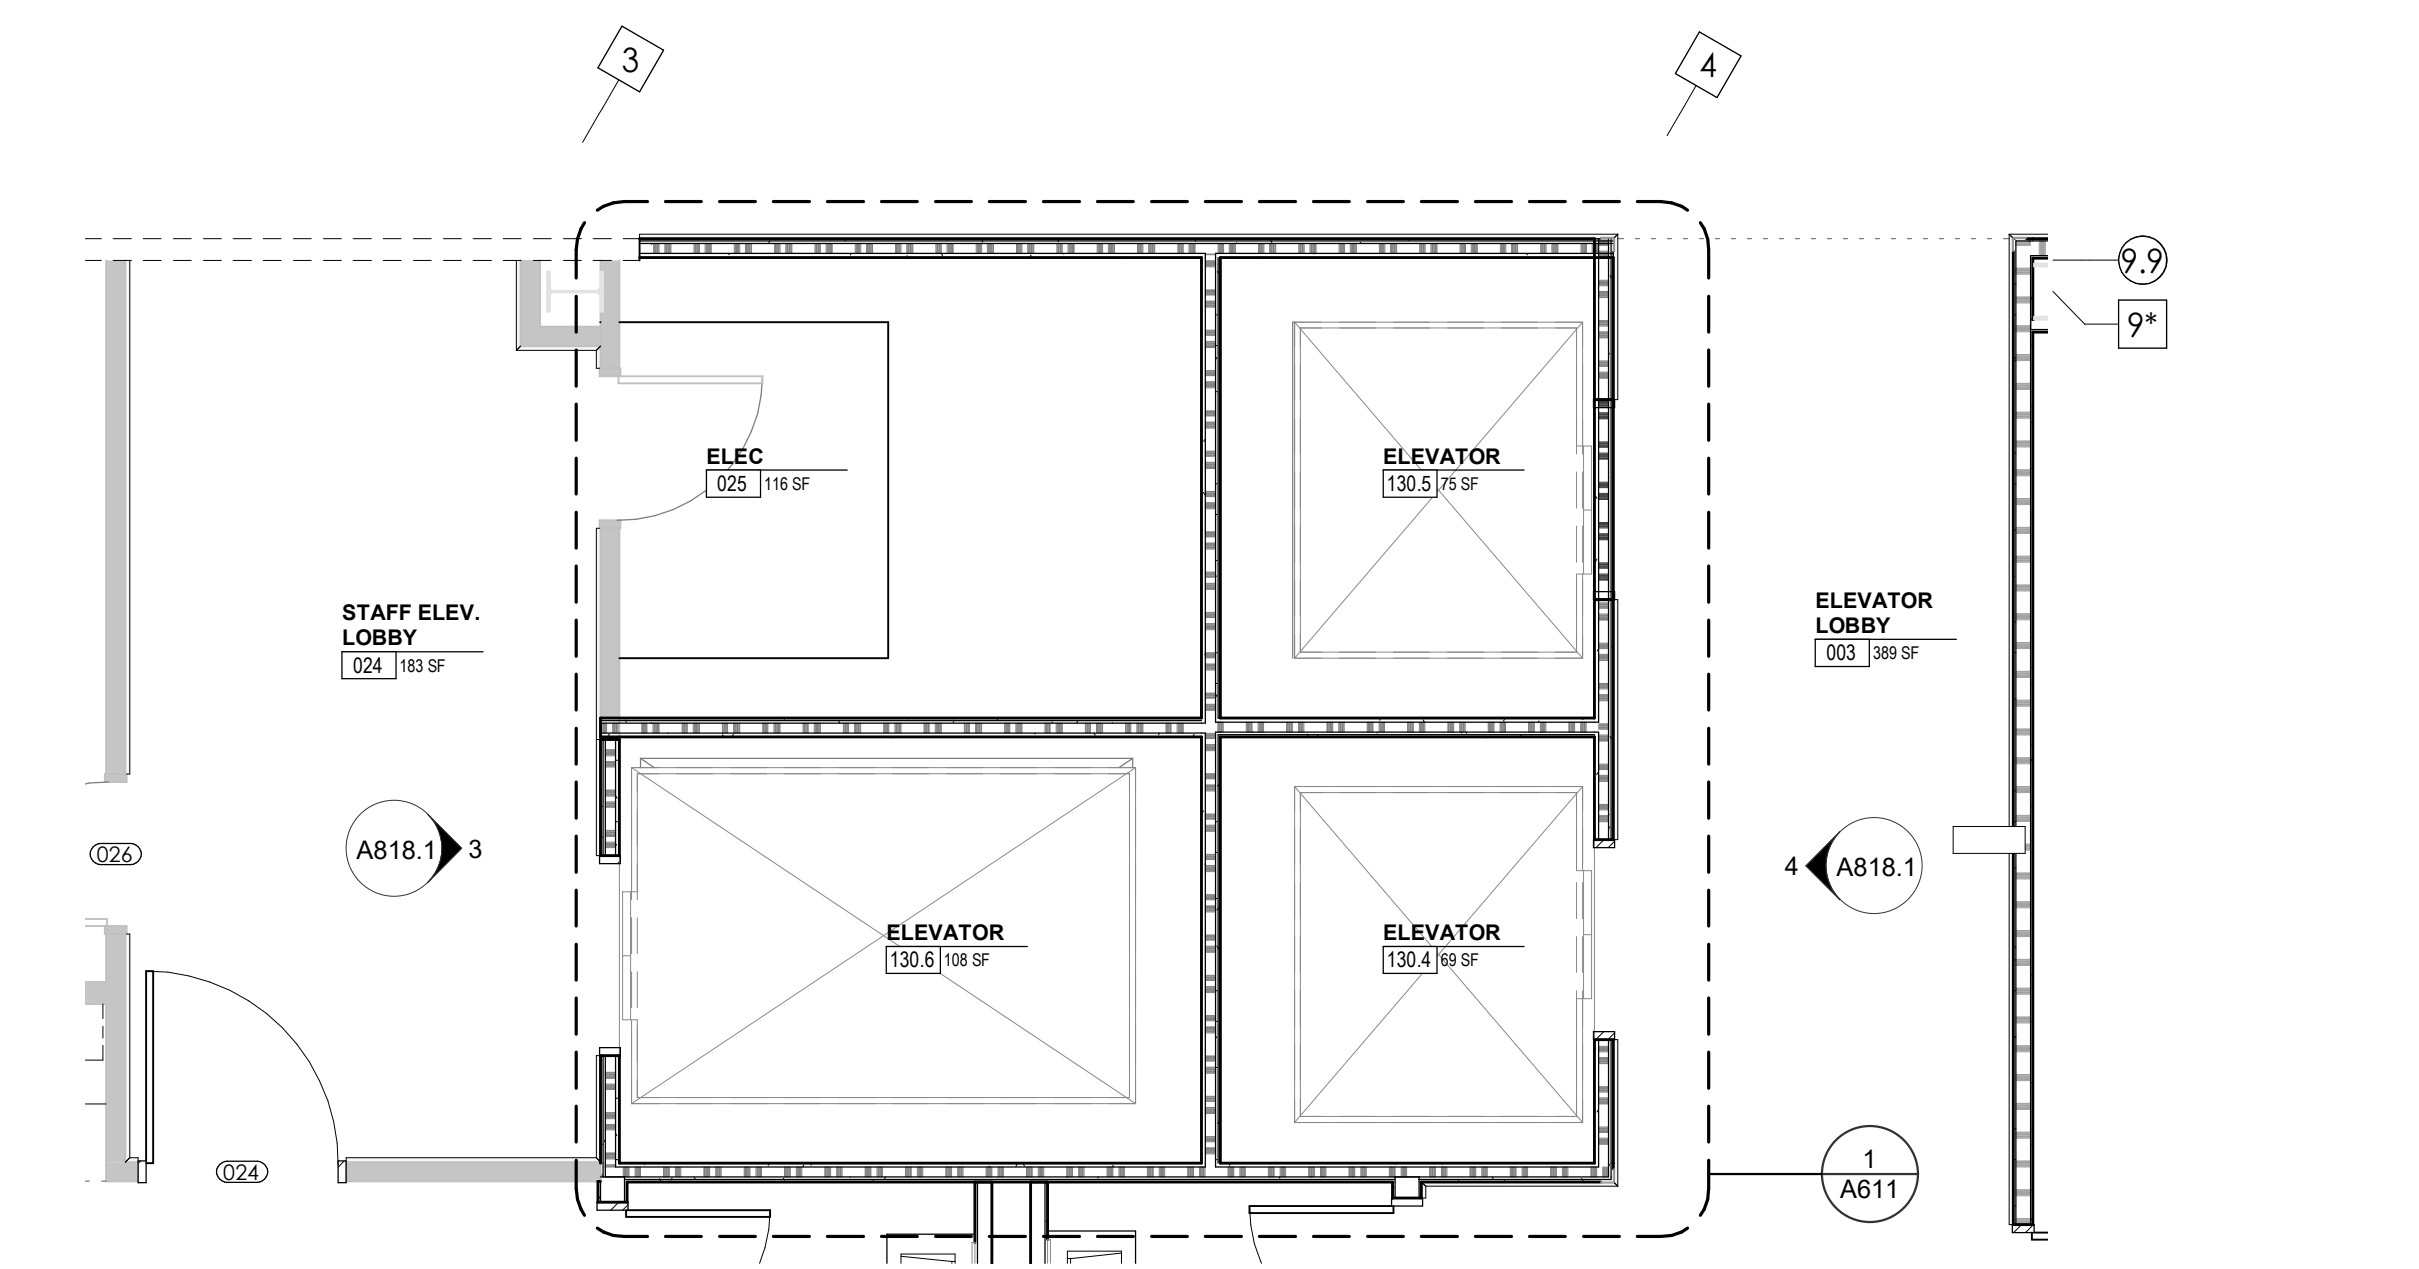 3
4
9.9
9*
ELEC
025 116 SF
ELEVATOR
130.5 75 SF
STAFF ELEV.
LOBBY
024 183 SF
ELEVATOR
LOBBY
003 389 SF
026
A818.1 3
4 A818.1
ELEVATOR
130.6 108 SF
ELEVATOR
130.4 69 SF
024
1
A611